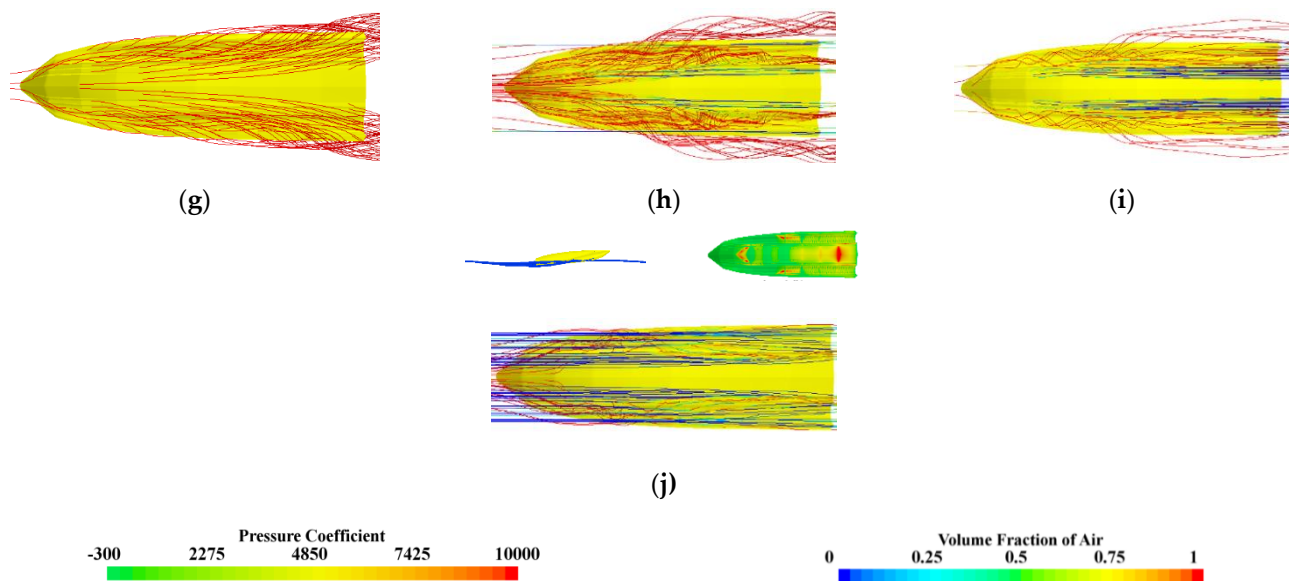 (g) (h) (i)
(j)
Pressure Coefficient
-300 2275 4850 7425 10000
Volume Fraction of Air
0 0.25 0.5 0.75 1